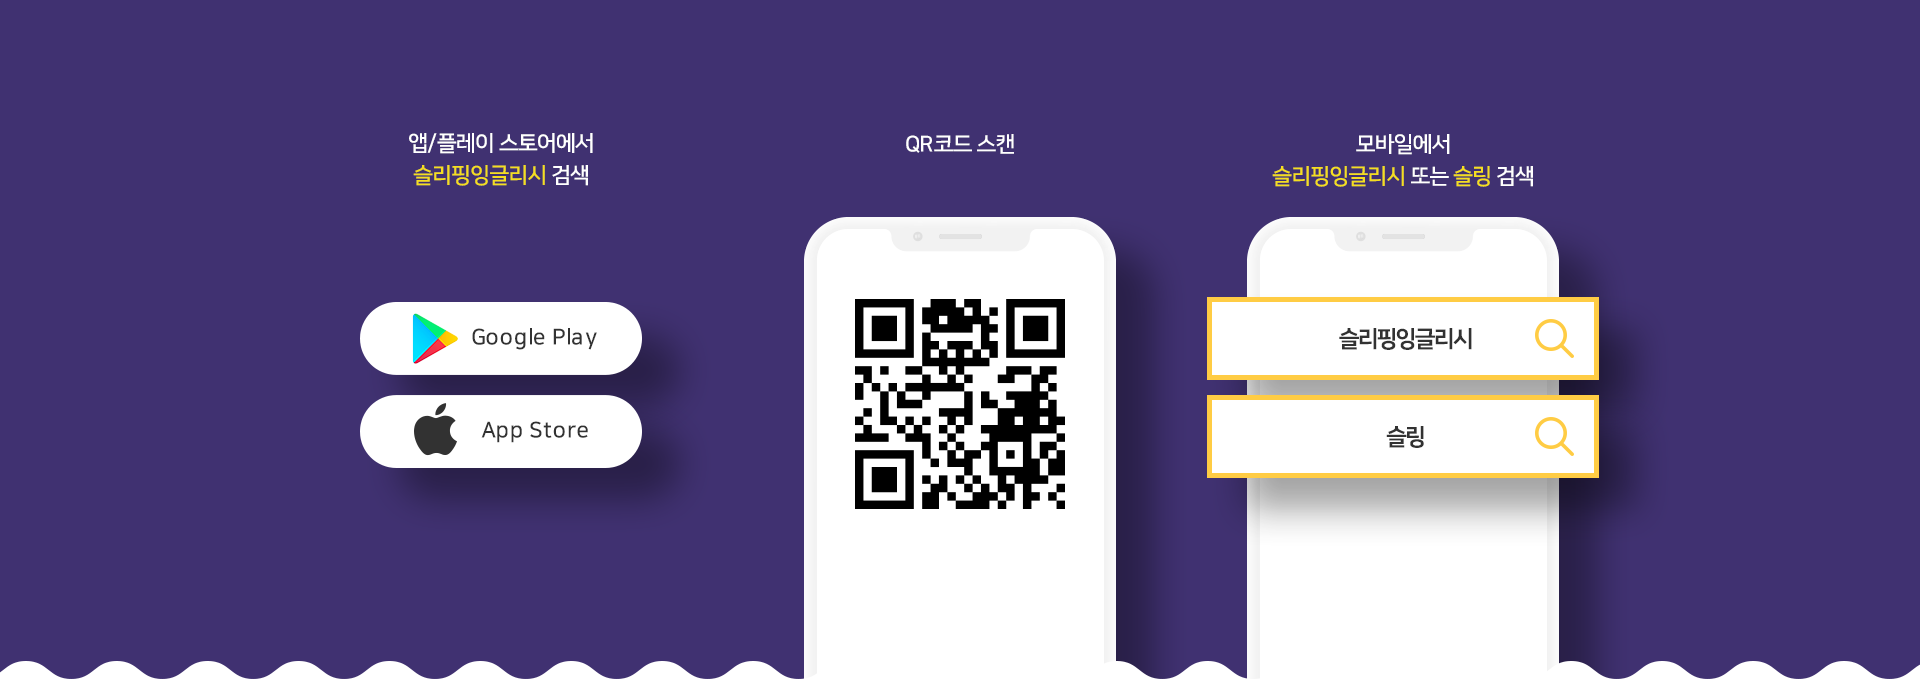 앱/플레이 스토어에서
슬리핑잉글리시 검색
Google Play
App Store
QR코드 스캔
모바일에서
슬리핑잉글리시 또는 슬링 검색
슬리핑잉글리시
슬링